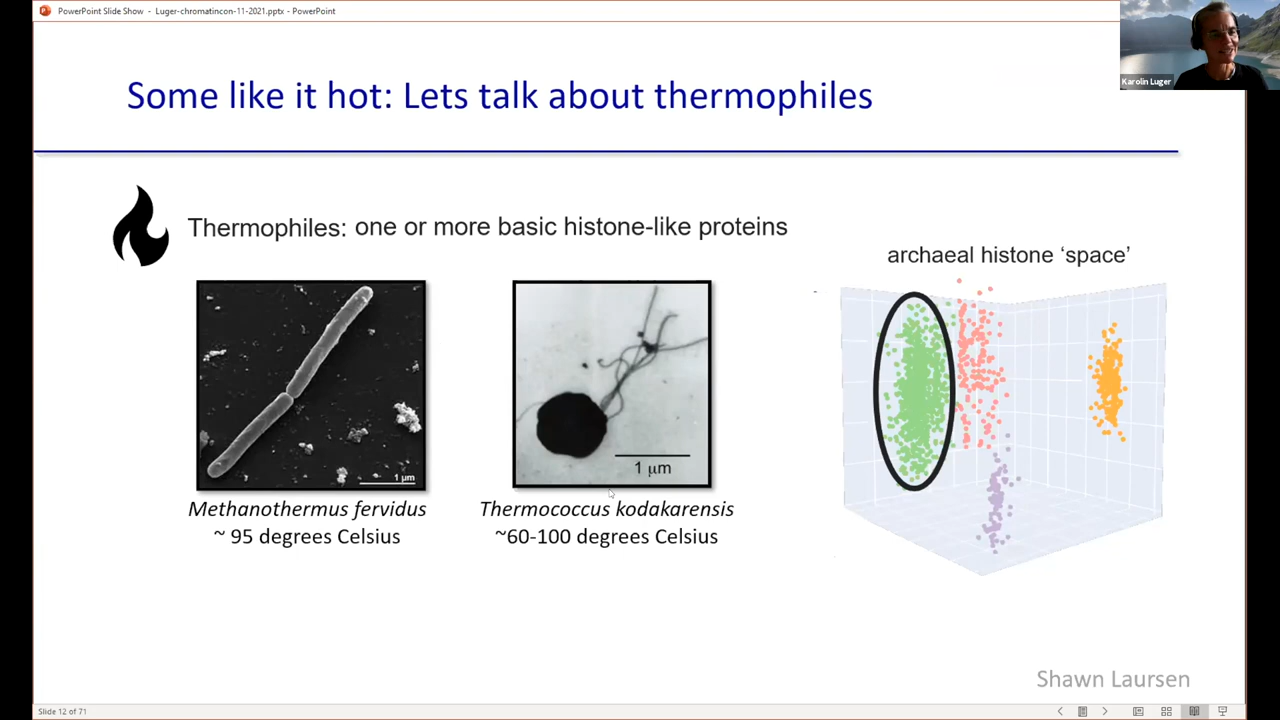 PowerPoint Slide Show - Luger-chromatincon-11-2021.pptx - PowerPoint
Karolin Luger
Some like it hot: Lets talk about thermophiles
Thermophiles: one or more basic histone-like proteins
archaeal histone ‘space’
1 µm
1 µm
Methanothermus fervidus
~ 95 degrees Celsius
Thermococcus kodakarensis
~60-100 degrees Celsius
Shawn Laursen
Slide 12 of 71